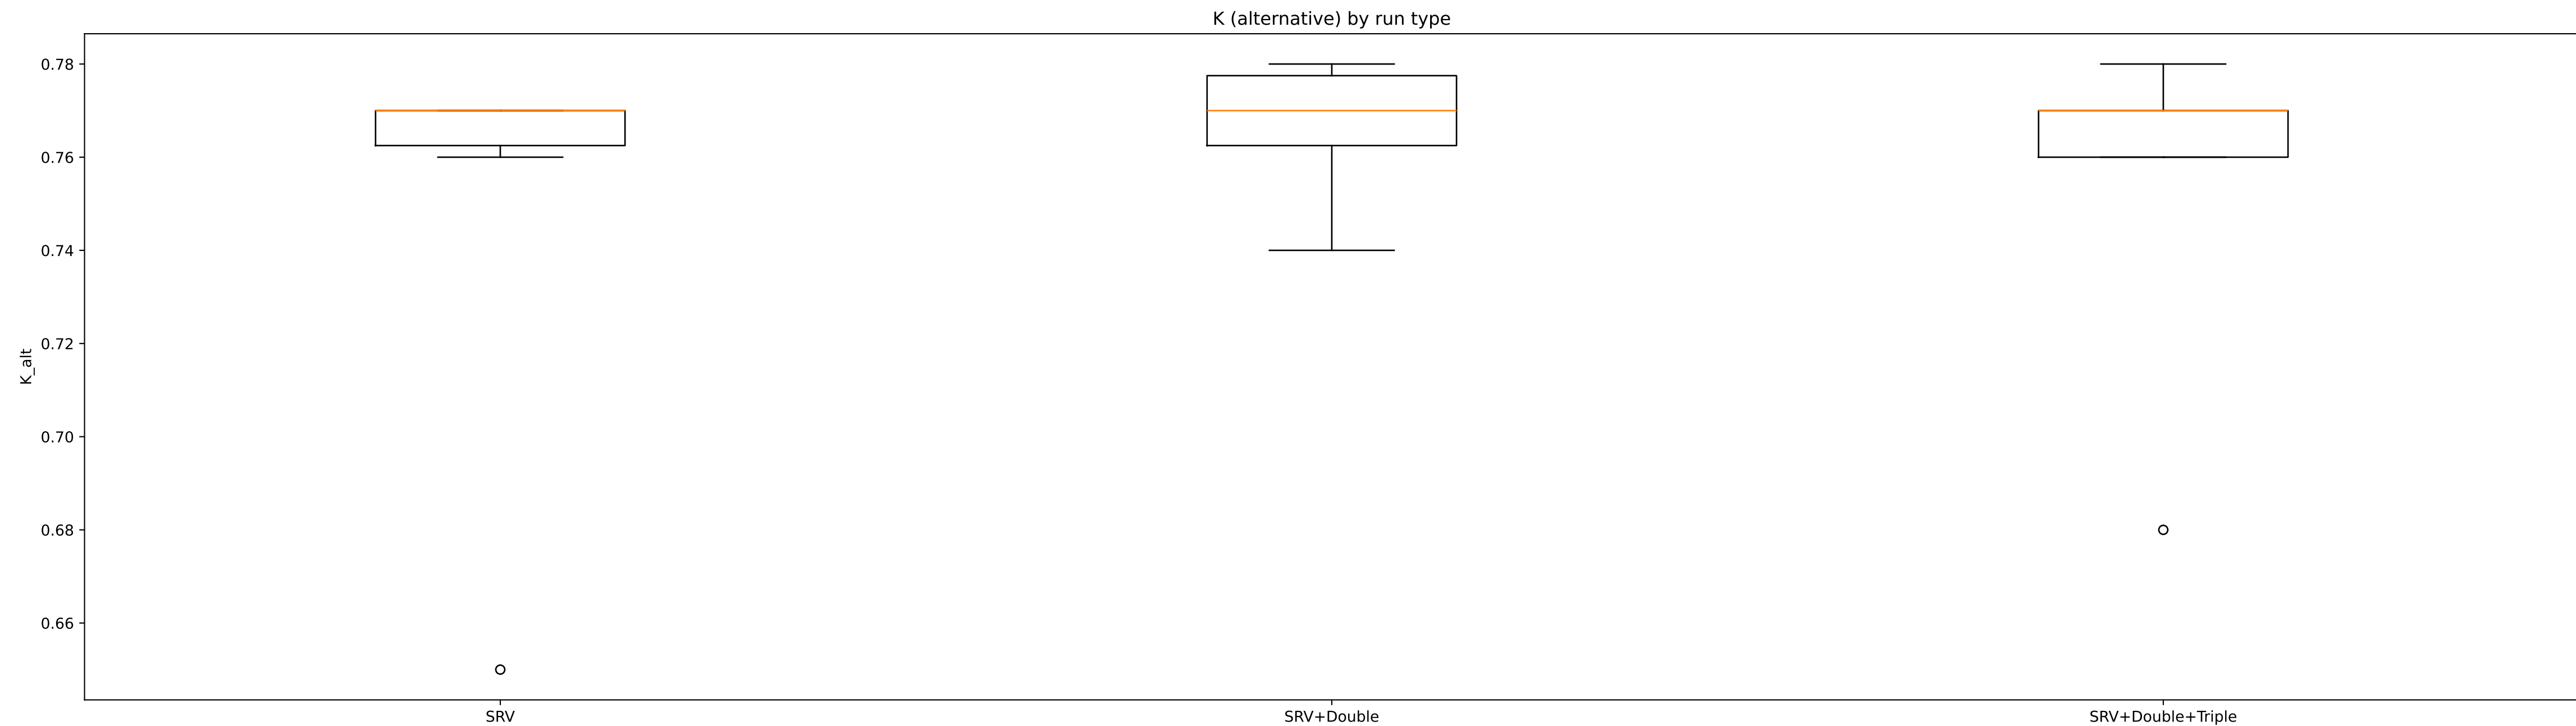 K (alternative) by run type
0.78
0.76
0.74
0.72
K_alt
0.70
0.68
0.66
SRV
SRV+Double
SRV+Double+Triple